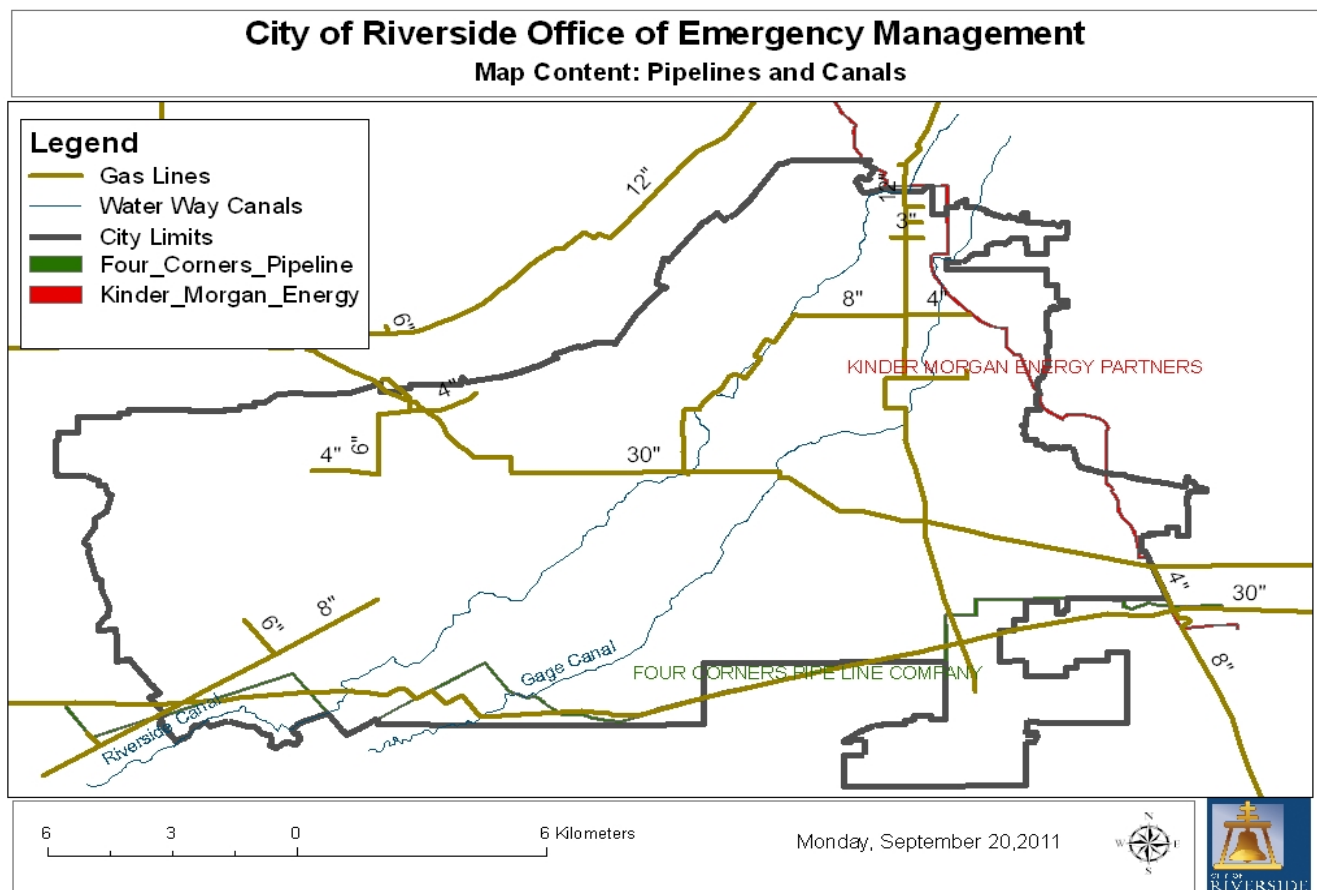 City of Riverside Office of Emergency Management
Map Content: Pipelines and Canals
Legend
Gas Lines
Water Way Canals
City Limits
Four_Corners_Pipeline
Kinder_Morgan_Energy
12"
12"
3"
6"
8"
4"
KINDER MORGAN ENERGY PARTNERS
4"
6"
4"
30"
4"
30"
6"
8"
8"
Gage Canal
FOUR CORNERS PIPE LINE COMPANY
Riverside Canal
6
3
0
6 Kilometers
Monday, September 20,2011
N
W
E
S
CITY OF
RIVERSIDE